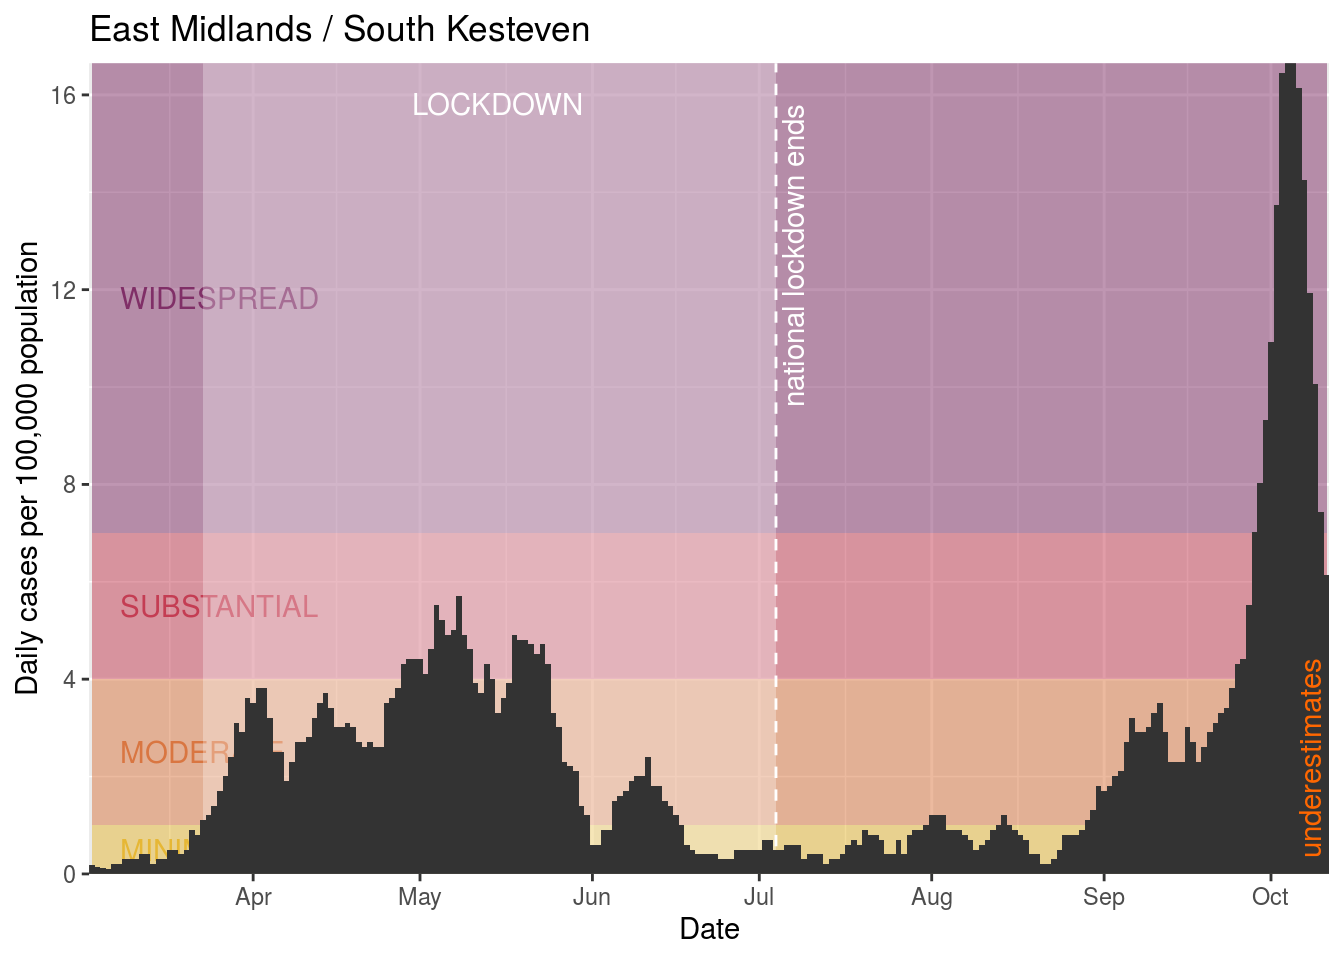 East Midlands / South Kesteven
16
12
8
4
0
Daily cases per 100,000 population
LOCKDOWN
national lockdown ends
WIDESPREAD
SUBSTANTIAL
underestimates
Apr
May
Jun
Jul
Aug
Sep
Oct
Date